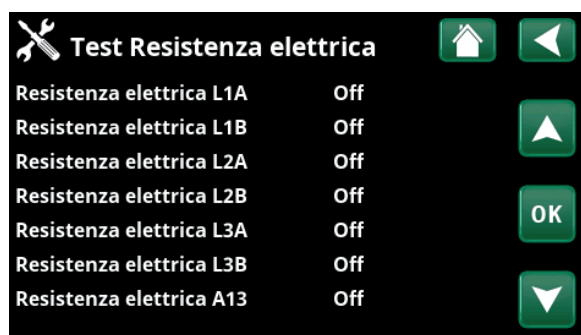 Test Resistenza elettrica
Resistenza elettrica L1A Off
Resistenza elettrica L1B Off
Resistenza elettrica L2A Off
Resistenza elettrica L2B Off
Resistenza elettrica L3A Off
Resistenza elettrica L3B Off
Resistenza elettrica A13 Off
OK